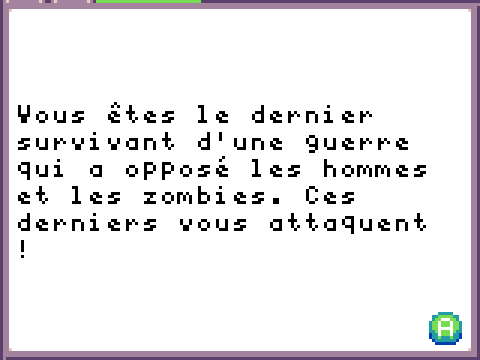 Vous êtes le dernier
survivant d'une guerre
qui a opposé les hommes
et les zombies. Ces
derniers vous attaquent
!
A